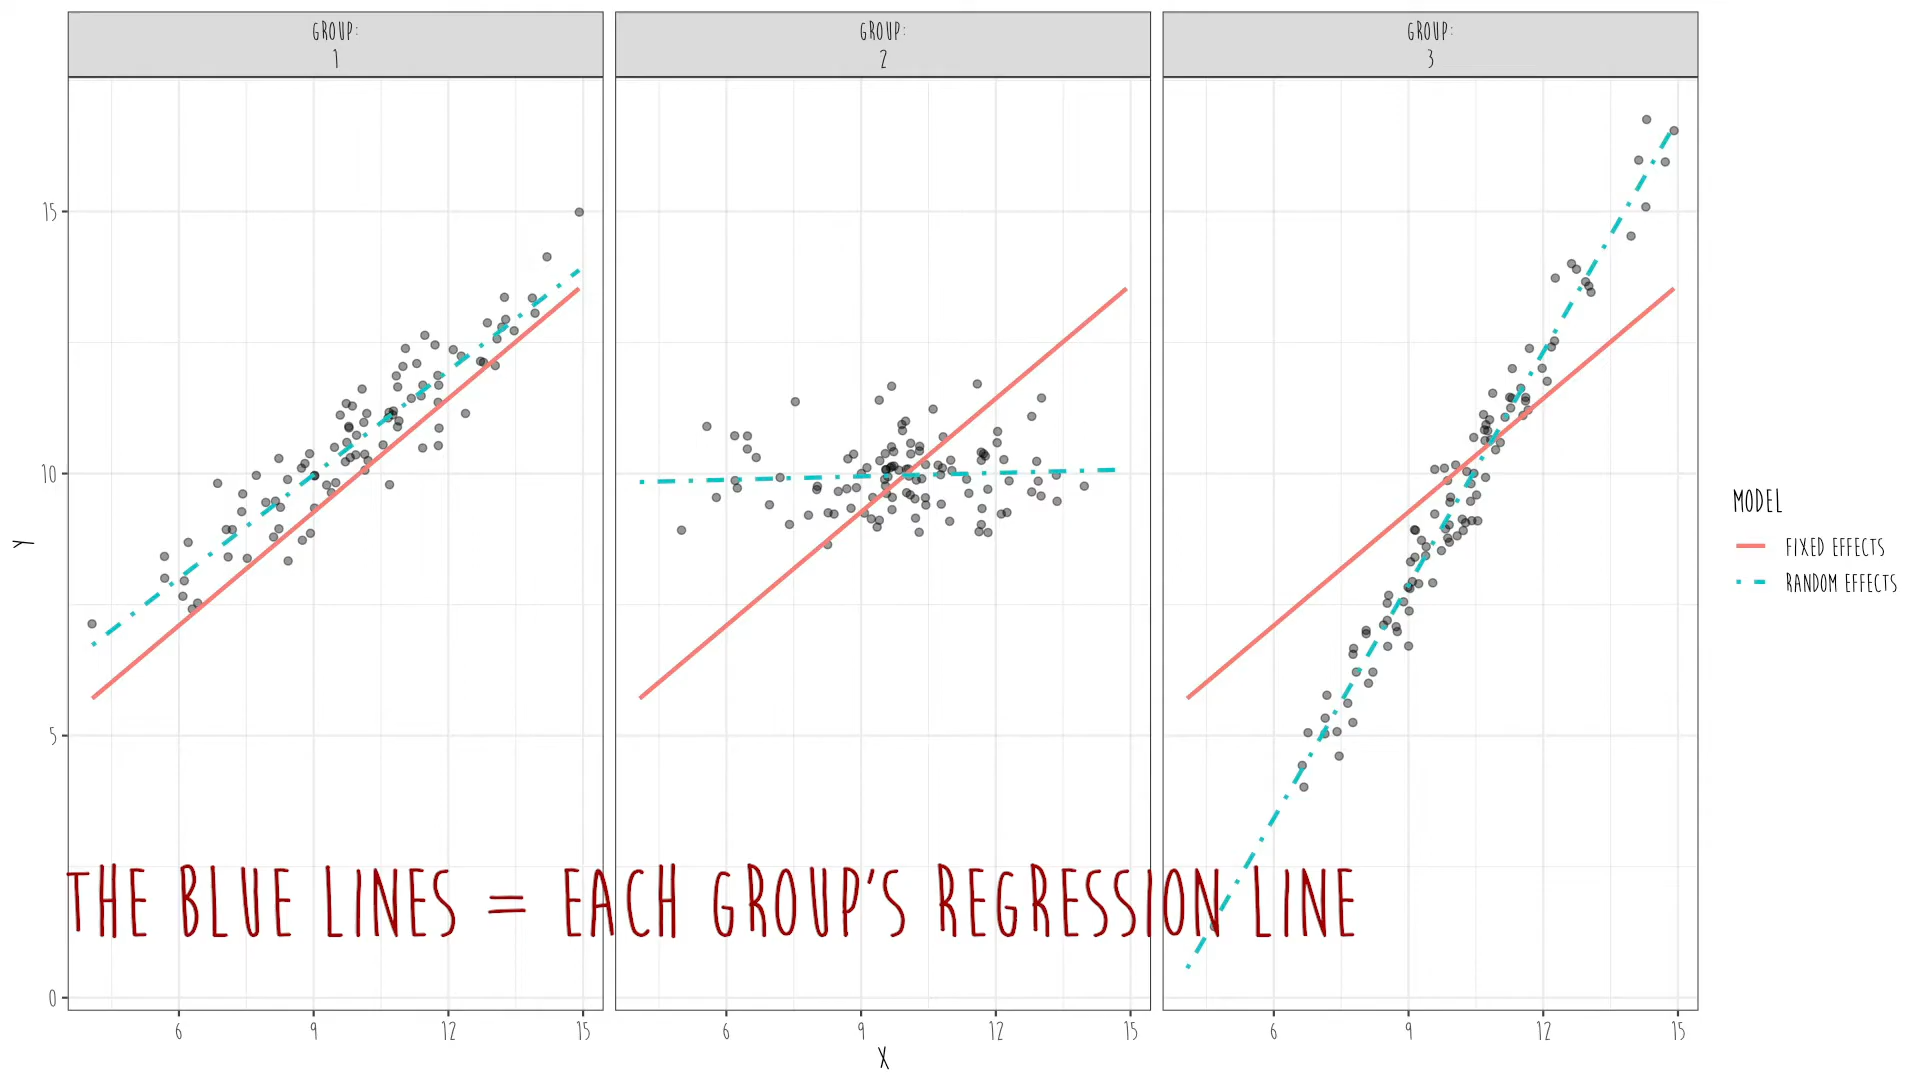 GROUP:
1
GROUP:
2
GROUP:
3
15
10
5
0
Y
6 9 12 15
6 9 12 15
6 9 12 15
X
MODEL
FIXED EFFECTS
RANDOM EFFECTS
THE BLUE LINES = EACH GROUP'S REGRESSION LINE